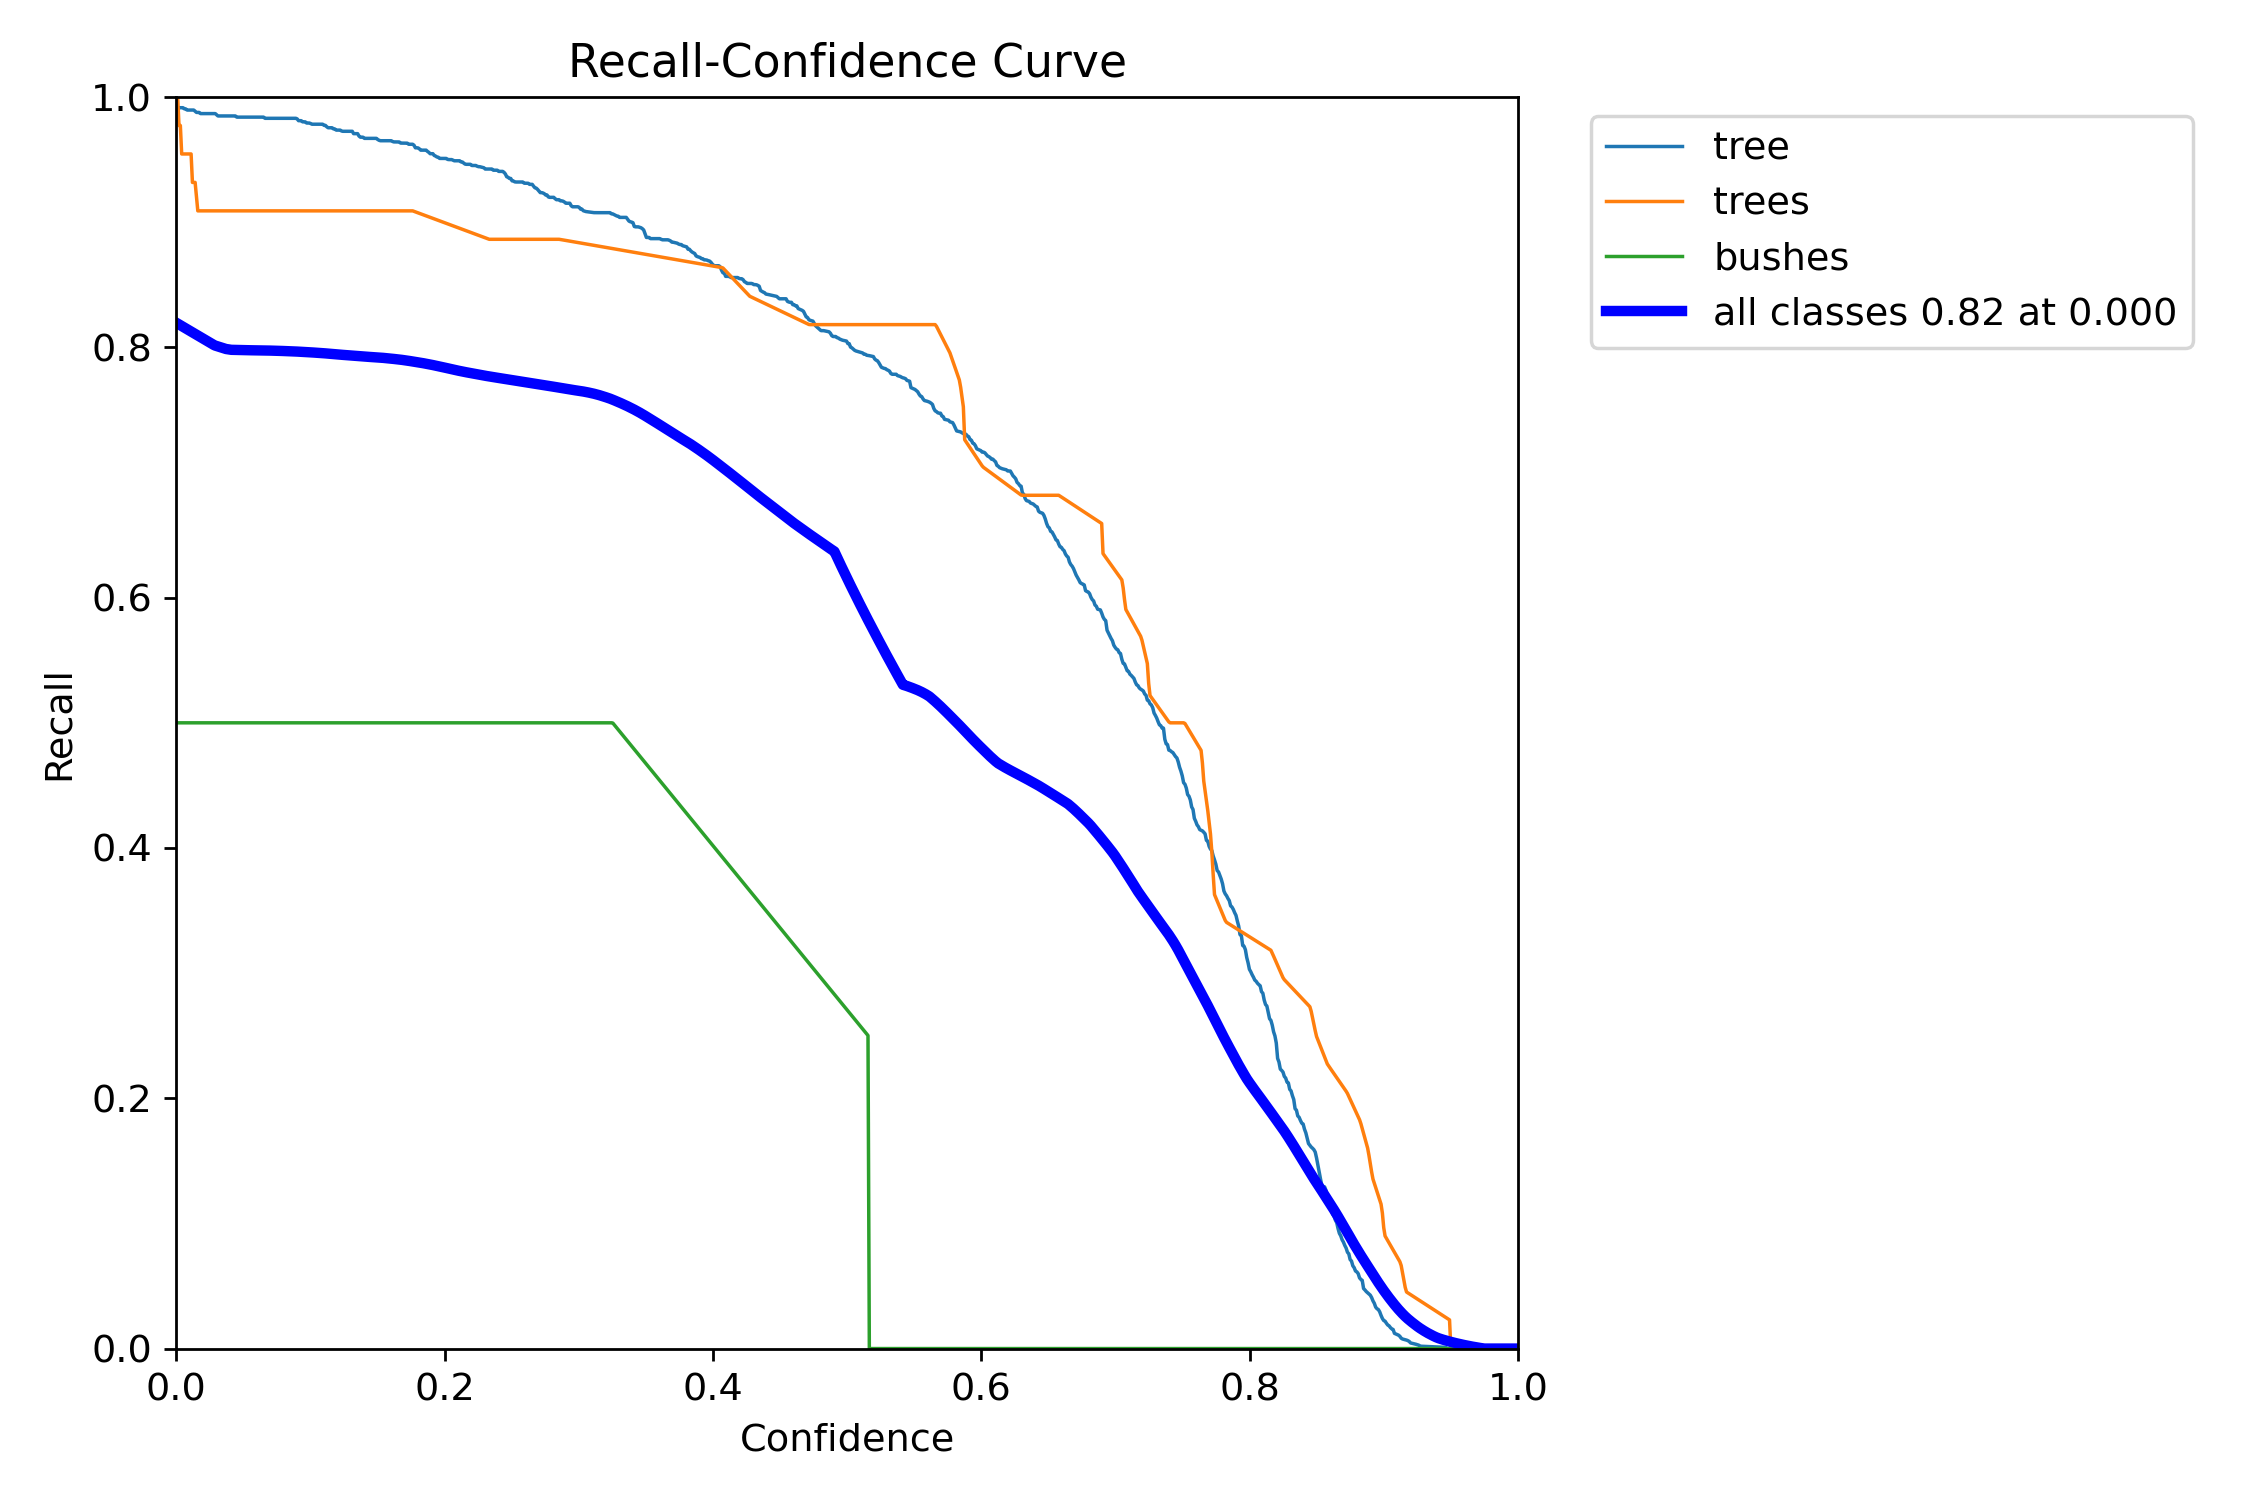 Recall-Confidence Curve
1.0
0.8
0.6
0.4
0.2
0.0
Recall
0.0 0.2 0.4 0.6 0.8 1.0
Confidence
tree
trees
bushes
all classes 0.82 at 0.000